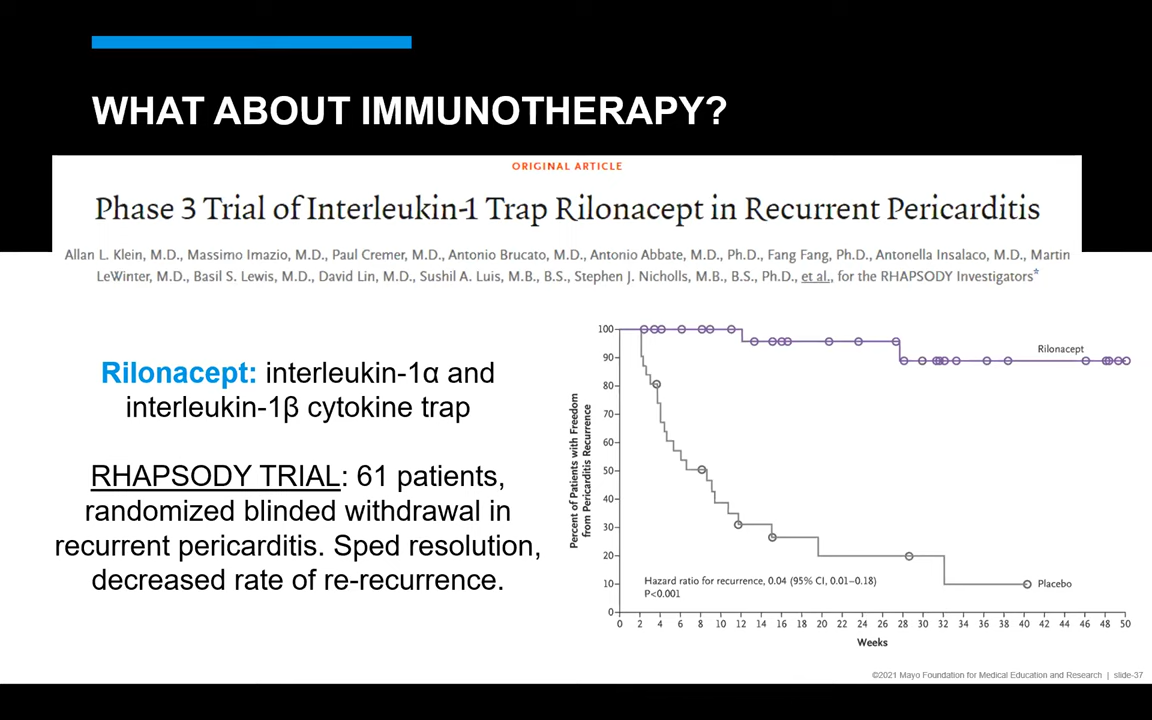 WHAT ABOUT IMMUNOTHERAPY?
ORIGINAL ARTICLE
Phase 3 Trial of Interleukin-1 Trap Rilonacept in Recurrent Pericarditis
Allan L. Klein, M.D., Massimo Imazio, M.D., Paul Cremer, M.D., Antonio Brucato, M.D., Antonio Abbate, M.D., Ph.D., Fang Fang, Ph.D., Antonella Insalaco, M.D., Martin
LeWinter, M.D., Basil S. Lewis, M.D., David Lin, M.D., Sushil A. Luis, M.B., B.S., Stephen J. Nicholls, M.B., B.S., Ph.D., et al., for the RHAPSODY Investigators*
Rilonacept: interleukin-1α and
interleukin-1β cytokine trap
RHAPSODY TRIAL: 61 patients,
randomized blinded withdrawal in
recurrent pericarditis. Sped resolution,
decreased rate of re-recurrence.
Percent of Patients with Freedom
from Pericarditis Recurrence
100
90
80
70
60
50
40
30
20
10
0
Rilonacept
Hazard ratio for recurrence, 0.04 (95% CI, 0.01–0.18)
P<0.001
Placebo
0 2 4 6 8 10 12 14 16 18 20 22 24 26 28 30 32 34 36 38 40 42 44 46 48 50
Weeks
©2021 Mayo Foundation for Medical Education and Research | slide-37